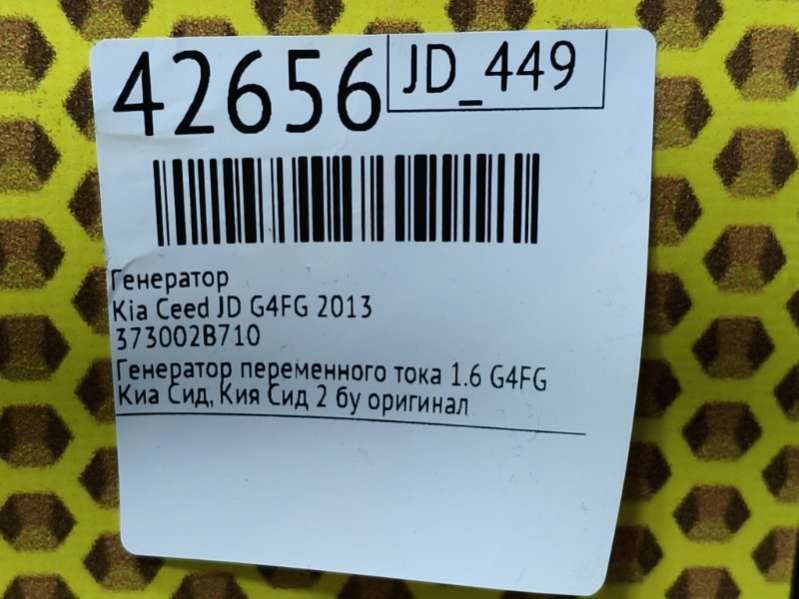 42656
JD_449
Генератор
Kia Ceed JD G4FG 2013
373002B710
Генератор переменного тока 1.6 G4FG
Киа Сид, Кия Сид 2 бу оригинал